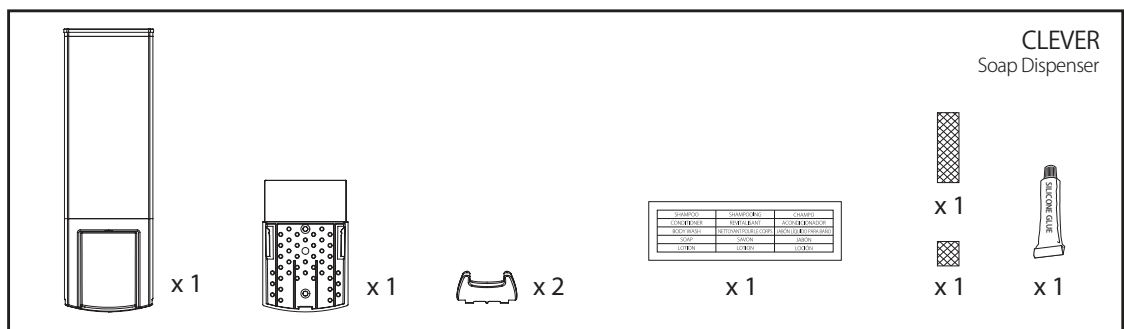 CLEVER
Soap Dispenser
SHAMPOO SHAMPOOING CHAMPÚ
CONDITIONER REVITALISANT ACONDICIONADOR
BODY WASH NETTOYANT POUR LE CORPS JABÓN LÍQUIDO PARA BAÑO
SOAP SAVON JABÓN
LOTION LOTION LOCIÓN
SILICONE GLUE
x 1
x 1
x 2
x 1
x 1
x 1
x 1